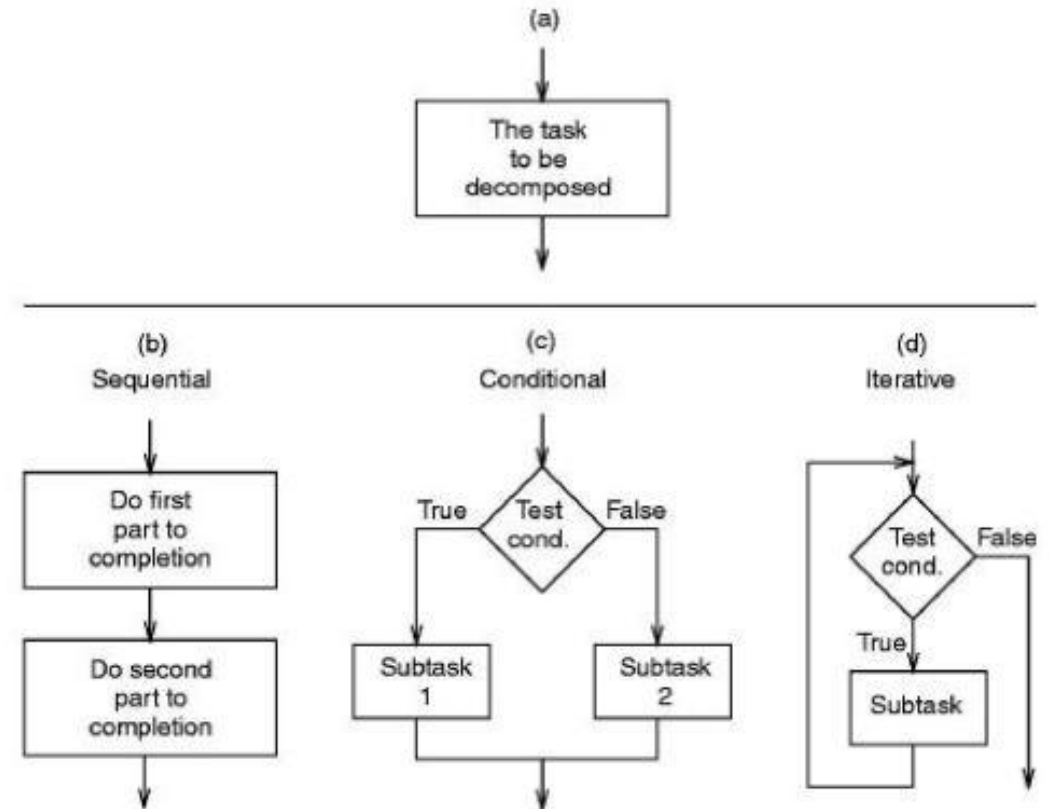 (a)
The task
to be
decomposed
(b)
Sequential
Do first
part to
completion
Do second
part to
completion
(c)
Conditional
True
Test
cond.
False
Subtask
1
Subtask
2
(d)
Iterative
Test
cond.
False
True
Subtask